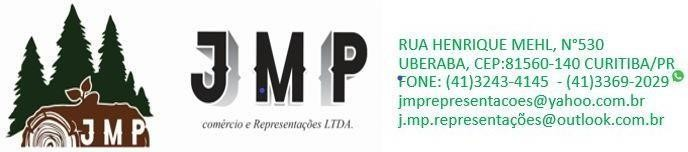 JMP
JMP
comércio e Representações LTDA.
RUA HENRIQUE MEHL, N°530
UBERABA, CEP:81560-140 CURITIBA/PR
FONE: (41)3243-4145 - (41)3369-2029
jmprepresentacoes@yahoo.com.br
j.mp.representações@outlook.com.br